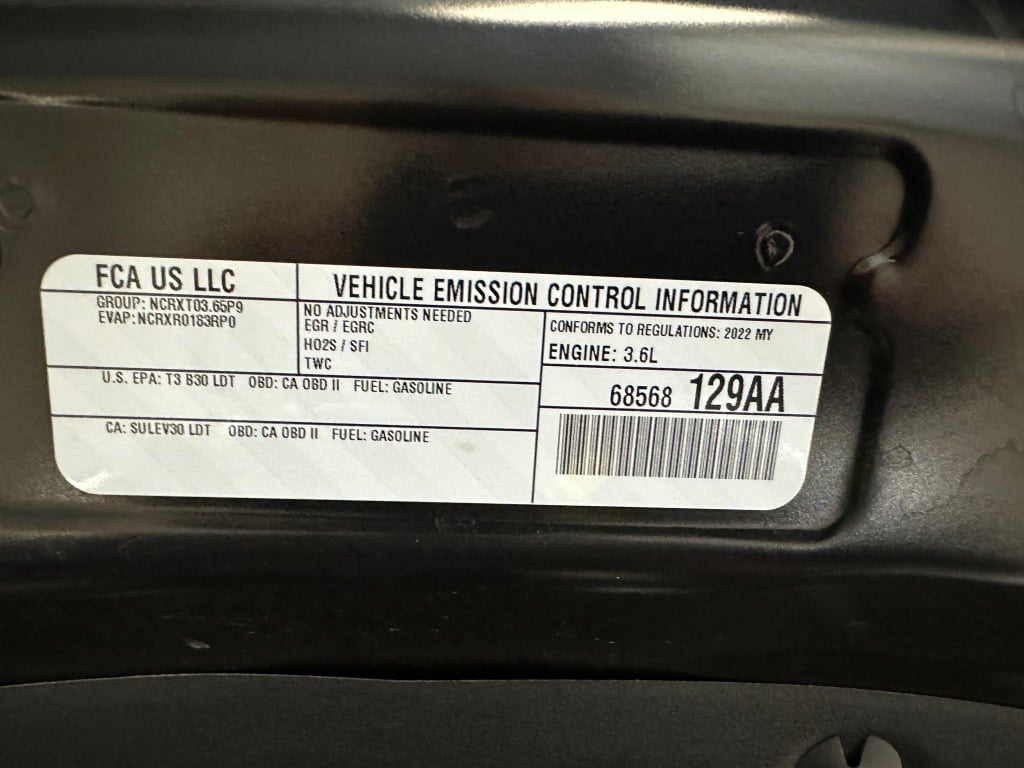 FCA US LLC
VEHICLE EMISSION CONTROL INFORMATION
GROUP: NCRXT03.65P9
EVAP: NCRXR0183RP0
NO ADJUSTMENTS NEEDED
EGR / EGRC
HO2S / SFI
TWC
CONFORMS TO REGULATIONS: 2022 MY
ENGINE: 3.6L
U.S. EPA: T3 B30 LDT OBD: CA OBD II FUEL: GASOLINE
68568 129AA
CA: SULEV30 LDT OBD: CA OBD II FUEL: GASOLINE